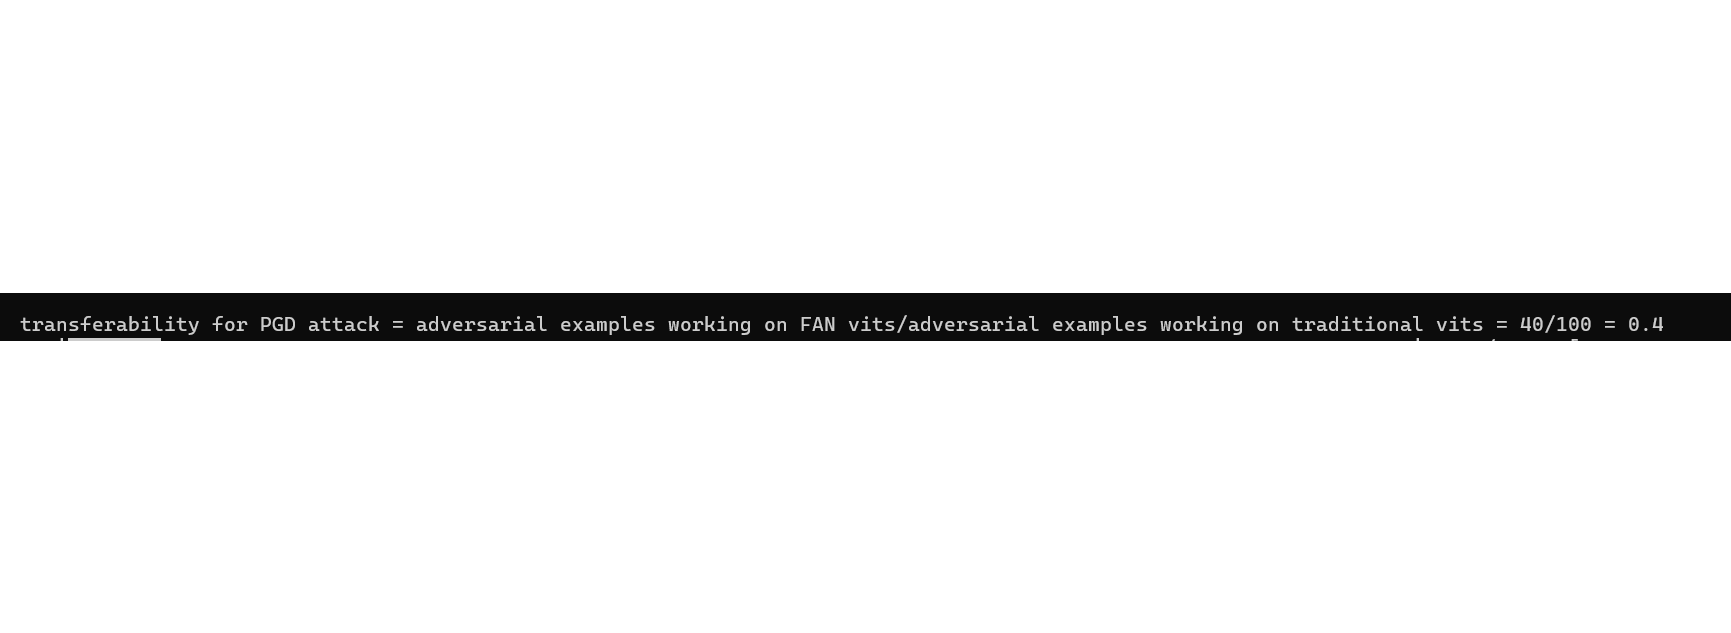 transferability for PGD attack = adversarial examples working on FAN vits/adversarial examples working on traditional vits = 40/100 = 0.4